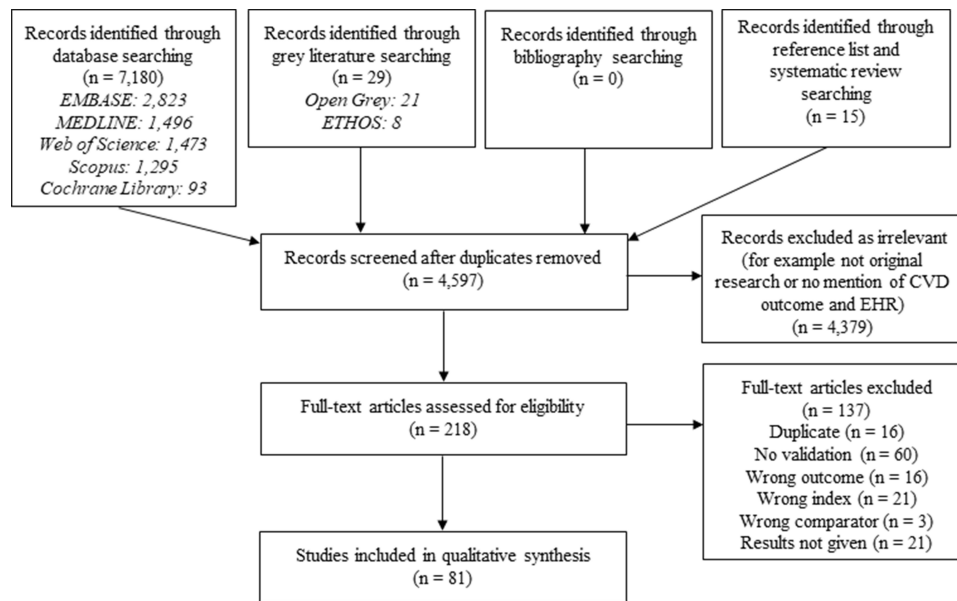 Records identified through
database searching
(n = 7,180)
EMBASE: 2,823
MEDLINE: 1,496
Web of Science: 1,473
Scopus: 1,295
Cochrane Library: 93
Records identified through
grey literature searching
(n = 29)
Open Grey: 21
ETHOS: 8
Records identified through
bibliography searching
(n = 0)
Records identified through
reference list and
systematic review
searching
(n = 15)
Records screened after duplicates removed
(n = 4,597)
Records excluded as irrelevant
(for example not original
research or no mention of CVD
outcome and EHR)
(n = 4,379)
Full-text articles assessed for eligibility
(n = 218)
Full-text articles excluded
(n = 137)
Duplicate (n = 16)
No validation (n = 60)
Wrong outcome (n = 16)
Wrong index (n = 21)
Wrong comparator (n = 3)
Results not given (n = 21)
Studies included in qualitative synthesis
(n = 81)